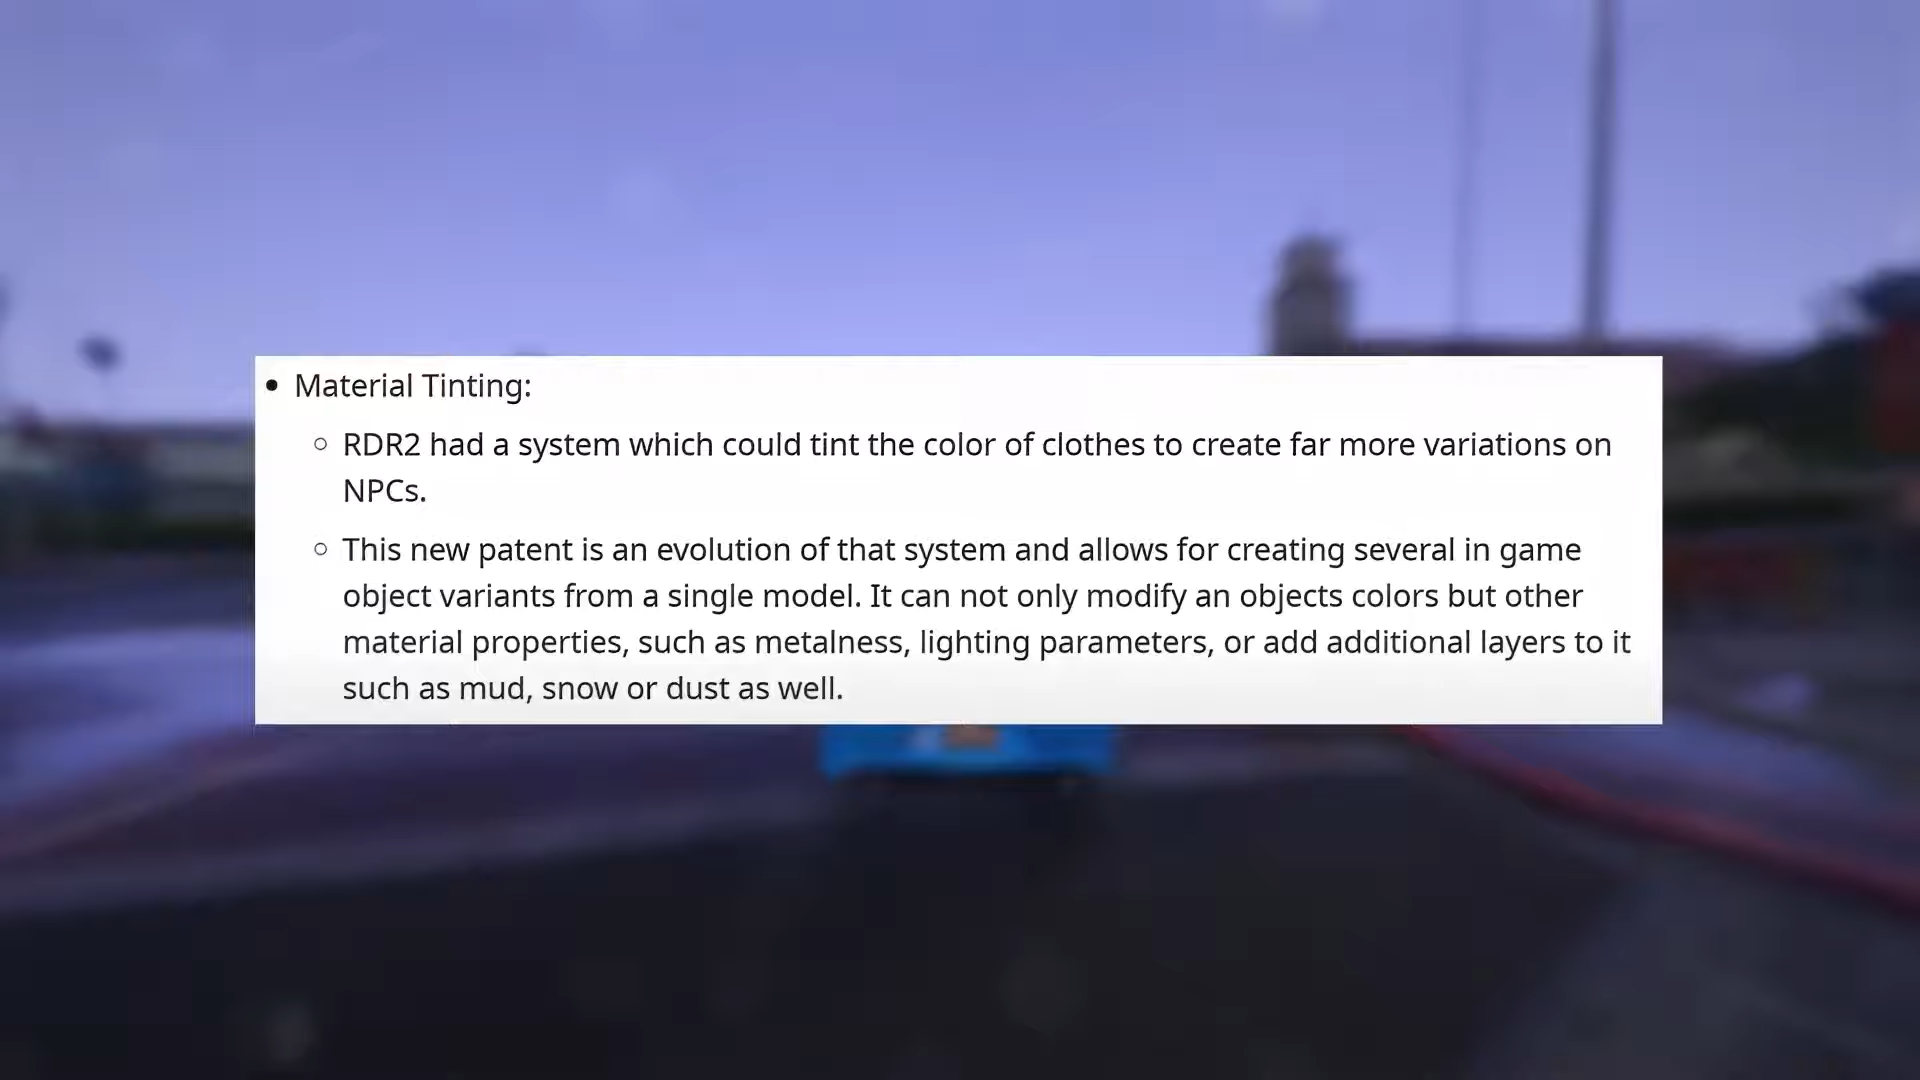 Material Tinting:
RDR2 had a system which could tint the color of clothes to create far more variations on
NPCs.
This new patent is an evolution of that system and allows for creating several in game
object variants from a single model. It can not only modify an objects colors but other
material properties, such as metalness, lighting parameters, or add additional layers to it
such as mud, snow or dust as well.